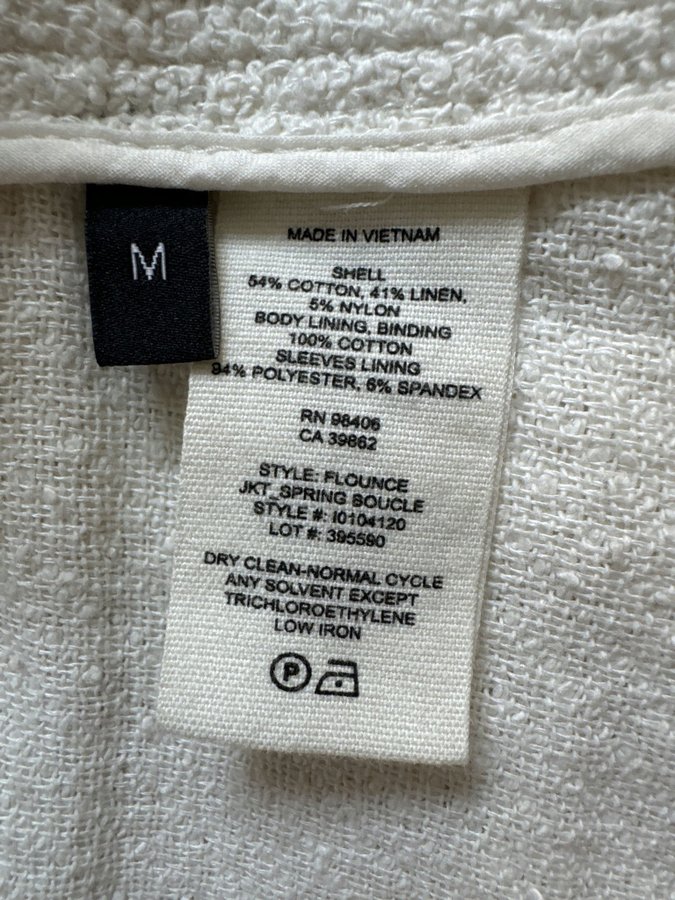 M
MADE IN VIETNAM
SHELL
54% COTTON, 41% LINEN,
5% NYLON
BODY LINING, BINDING
100% COTTON
SLEEVES LINING
94% POLYESTER, 6% SPANDEX
RN 98406
CA 39862
STYLE: FLOUNCE
JKT_SPRING BOUCLE
STYLE #: I0104120
LOT #: 395590
DRY CLEAN-NORMAL CYCLE
ANY SOLVENT EXCEPT
TRICHLOROETHYLENE
LOW IRON
P